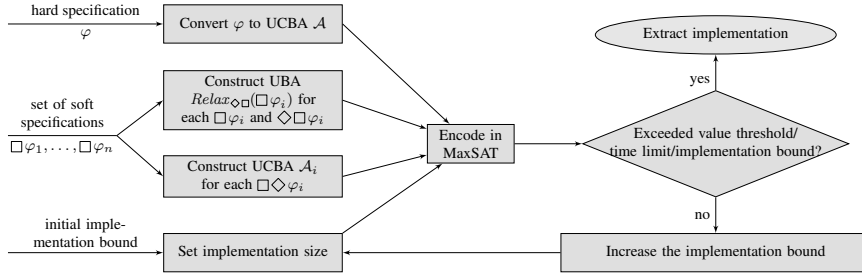 hard specification
φ
Convert φ to UCBA 𝒜
set of soft
specifications
□φ₁, . . . , □φₙ
Construct UBA
Relax◇□(□φᵢ) for
each □φᵢ and ◇□φᵢ
Construct UCBA 𝒜ᵢ
for each □◇φᵢ
initial imple-
mentation bound
Set implementation size
Encode in
MaxSAT
Extract implementation
yes
Exceeded value threshold/
time limit/implementation bound?
no
Increase the implementation bound